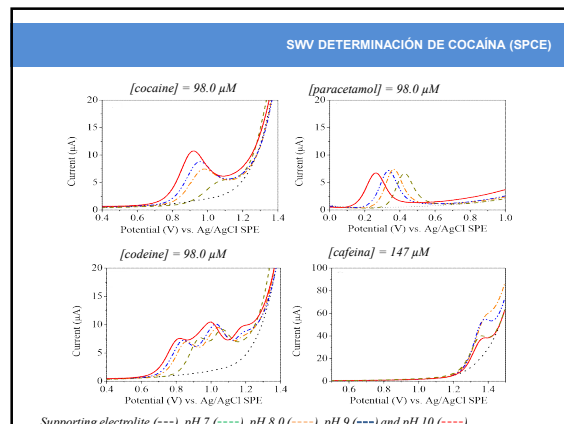 SWV DETERMINACIÓN DE COCAÍNA (SPCE)
[cocaine] = 98.0 µM
[paracetamol] = 98.0 µM
20
15
10
5
0
Current (µA)
0.4 0.6 0.8 1.0 1.2 1.4
Potential (V) vs. Ag/AgCl SPE
20
15
10
5
0
Current (µA)
0.0 0.2 0.4 0.6 0.8 1.0
Potential (V) vs. Ag/AgCl SPE
[codeine] = 98.0 µM
[cafeina] = 147 µM
20
15
10
5
0
Current (µA)
0.4 0.6 0.8 1.0 1.2 1.4
Potential (V) vs. Ag/AgCl SPE
100
80
60
40
20
0
Current (µA)
0.6 0.8 1.0 1.2 1.4
Potential (V) vs. Ag/AgCl SPE
Supporting electrolite (---), pH 7 (---), pH 8.0 (---), pH 9 (---) and pH 10 (---).